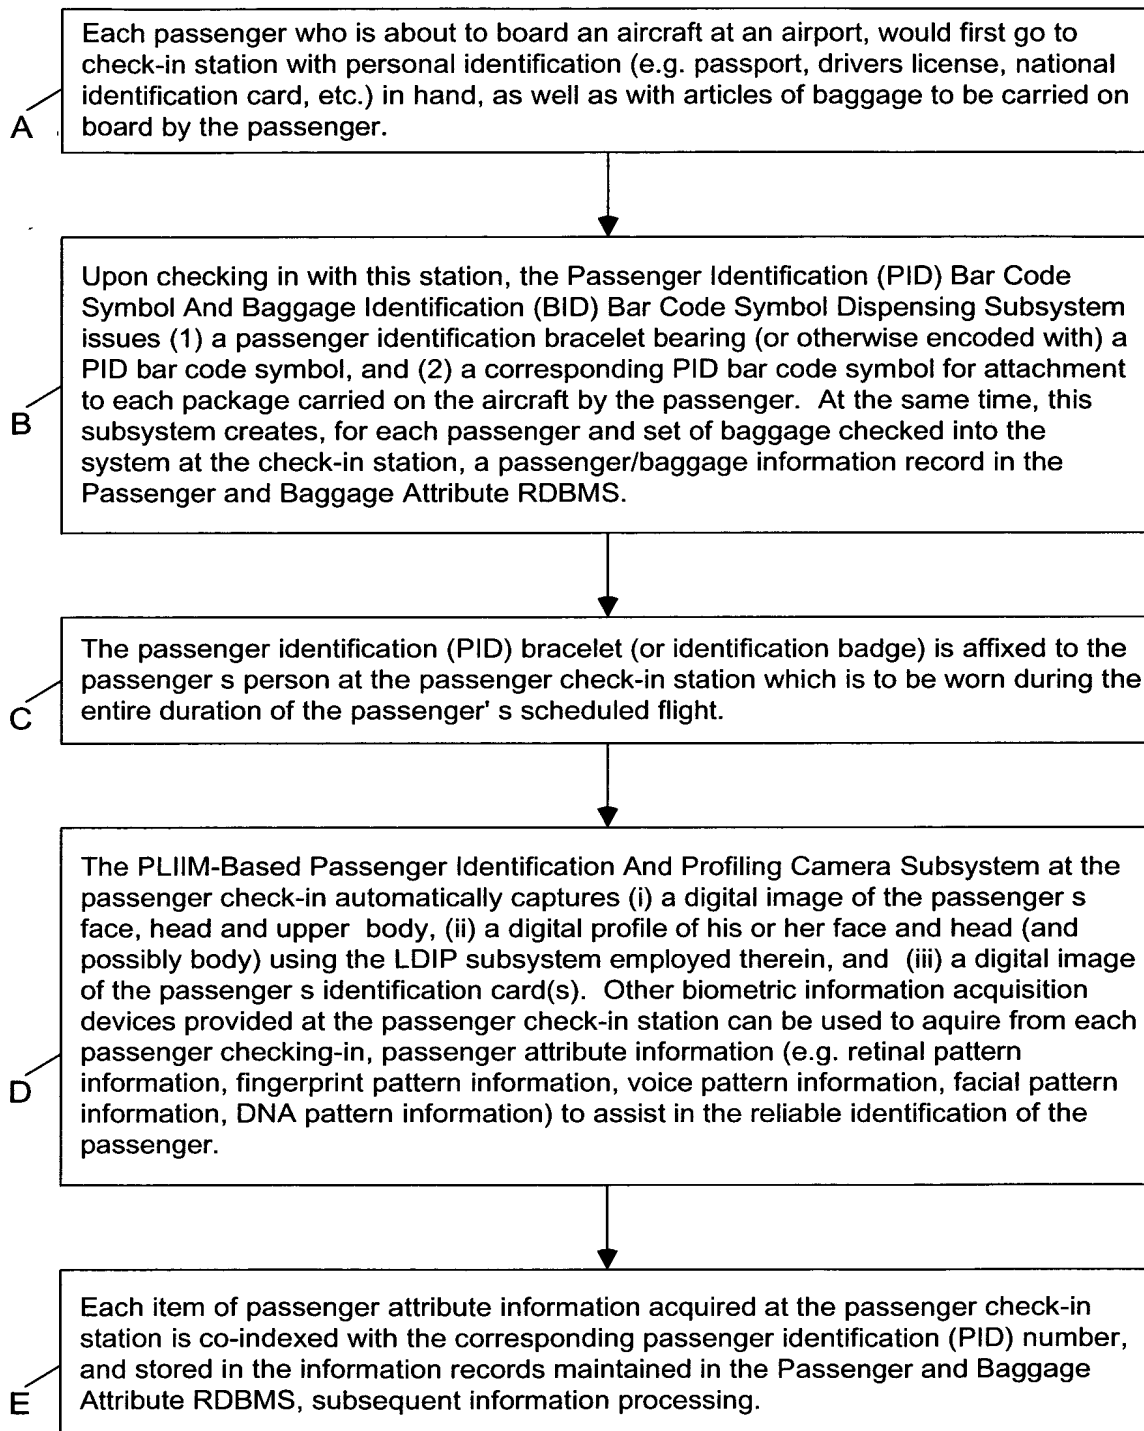 Each passenger who is about to board an aircraft at an airport, would first go to
check-in station with personal identification (e.g. passport, drivers license, national
identification card, etc.) in hand, as well as with articles of baggage to be carried on
board by the passenger.
A
Upon checking in with this station, the Passenger Identification (PID) Bar Code
Symbol And Baggage Identification (BID) Bar Code Symbol Dispensing Subsystem
issues (1) a passenger identification bracelet bearing (or otherwise encoded with) a
PID bar code symbol, and (2) a corresponding PID bar code symbol for attachment
to each package carried on the aircraft by the passenger. At the same time, this
subsystem creates, for each passenger and set of baggage checked into the
system at the check-in station, a passenger/baggage information record in the
Passenger and Baggage Attribute RDBMS.
B
The passenger identification (PID) bracelet (or identification badge) is affixed to the
passenger s person at the passenger check-in station which is to be worn during the
entire duration of the passenger' s scheduled flight.
C
The PLIIM-Based Passenger Identification And Profiling Camera Subsystem at the
passenger check-in automatically captures (i) a digital image of the passenger s
face, head and upper body, (ii) a digital profile of his or her face and head (and
possibly body) using the LDIP subsystem employed therein, and (iii) a digital image
of the passenger s identification card(s). Other biometric information acquisition
devices provided at the passenger check-in station can be used to aquire from each
passenger checking-in, passenger attribute information (e.g. retinal pattern
information, fingerprint pattern information, voice pattern information, facial pattern
information, DNA pattern information) to assist in the reliable identification of the
passenger.
D
Each item of passenger attribute information acquired at the passenger check-in
station is co-indexed with the corresponding passenger identification (PID) number,
and stored in the information records maintained in the Passenger and Baggage
Attribute RDBMS, subsequent information processing.
E